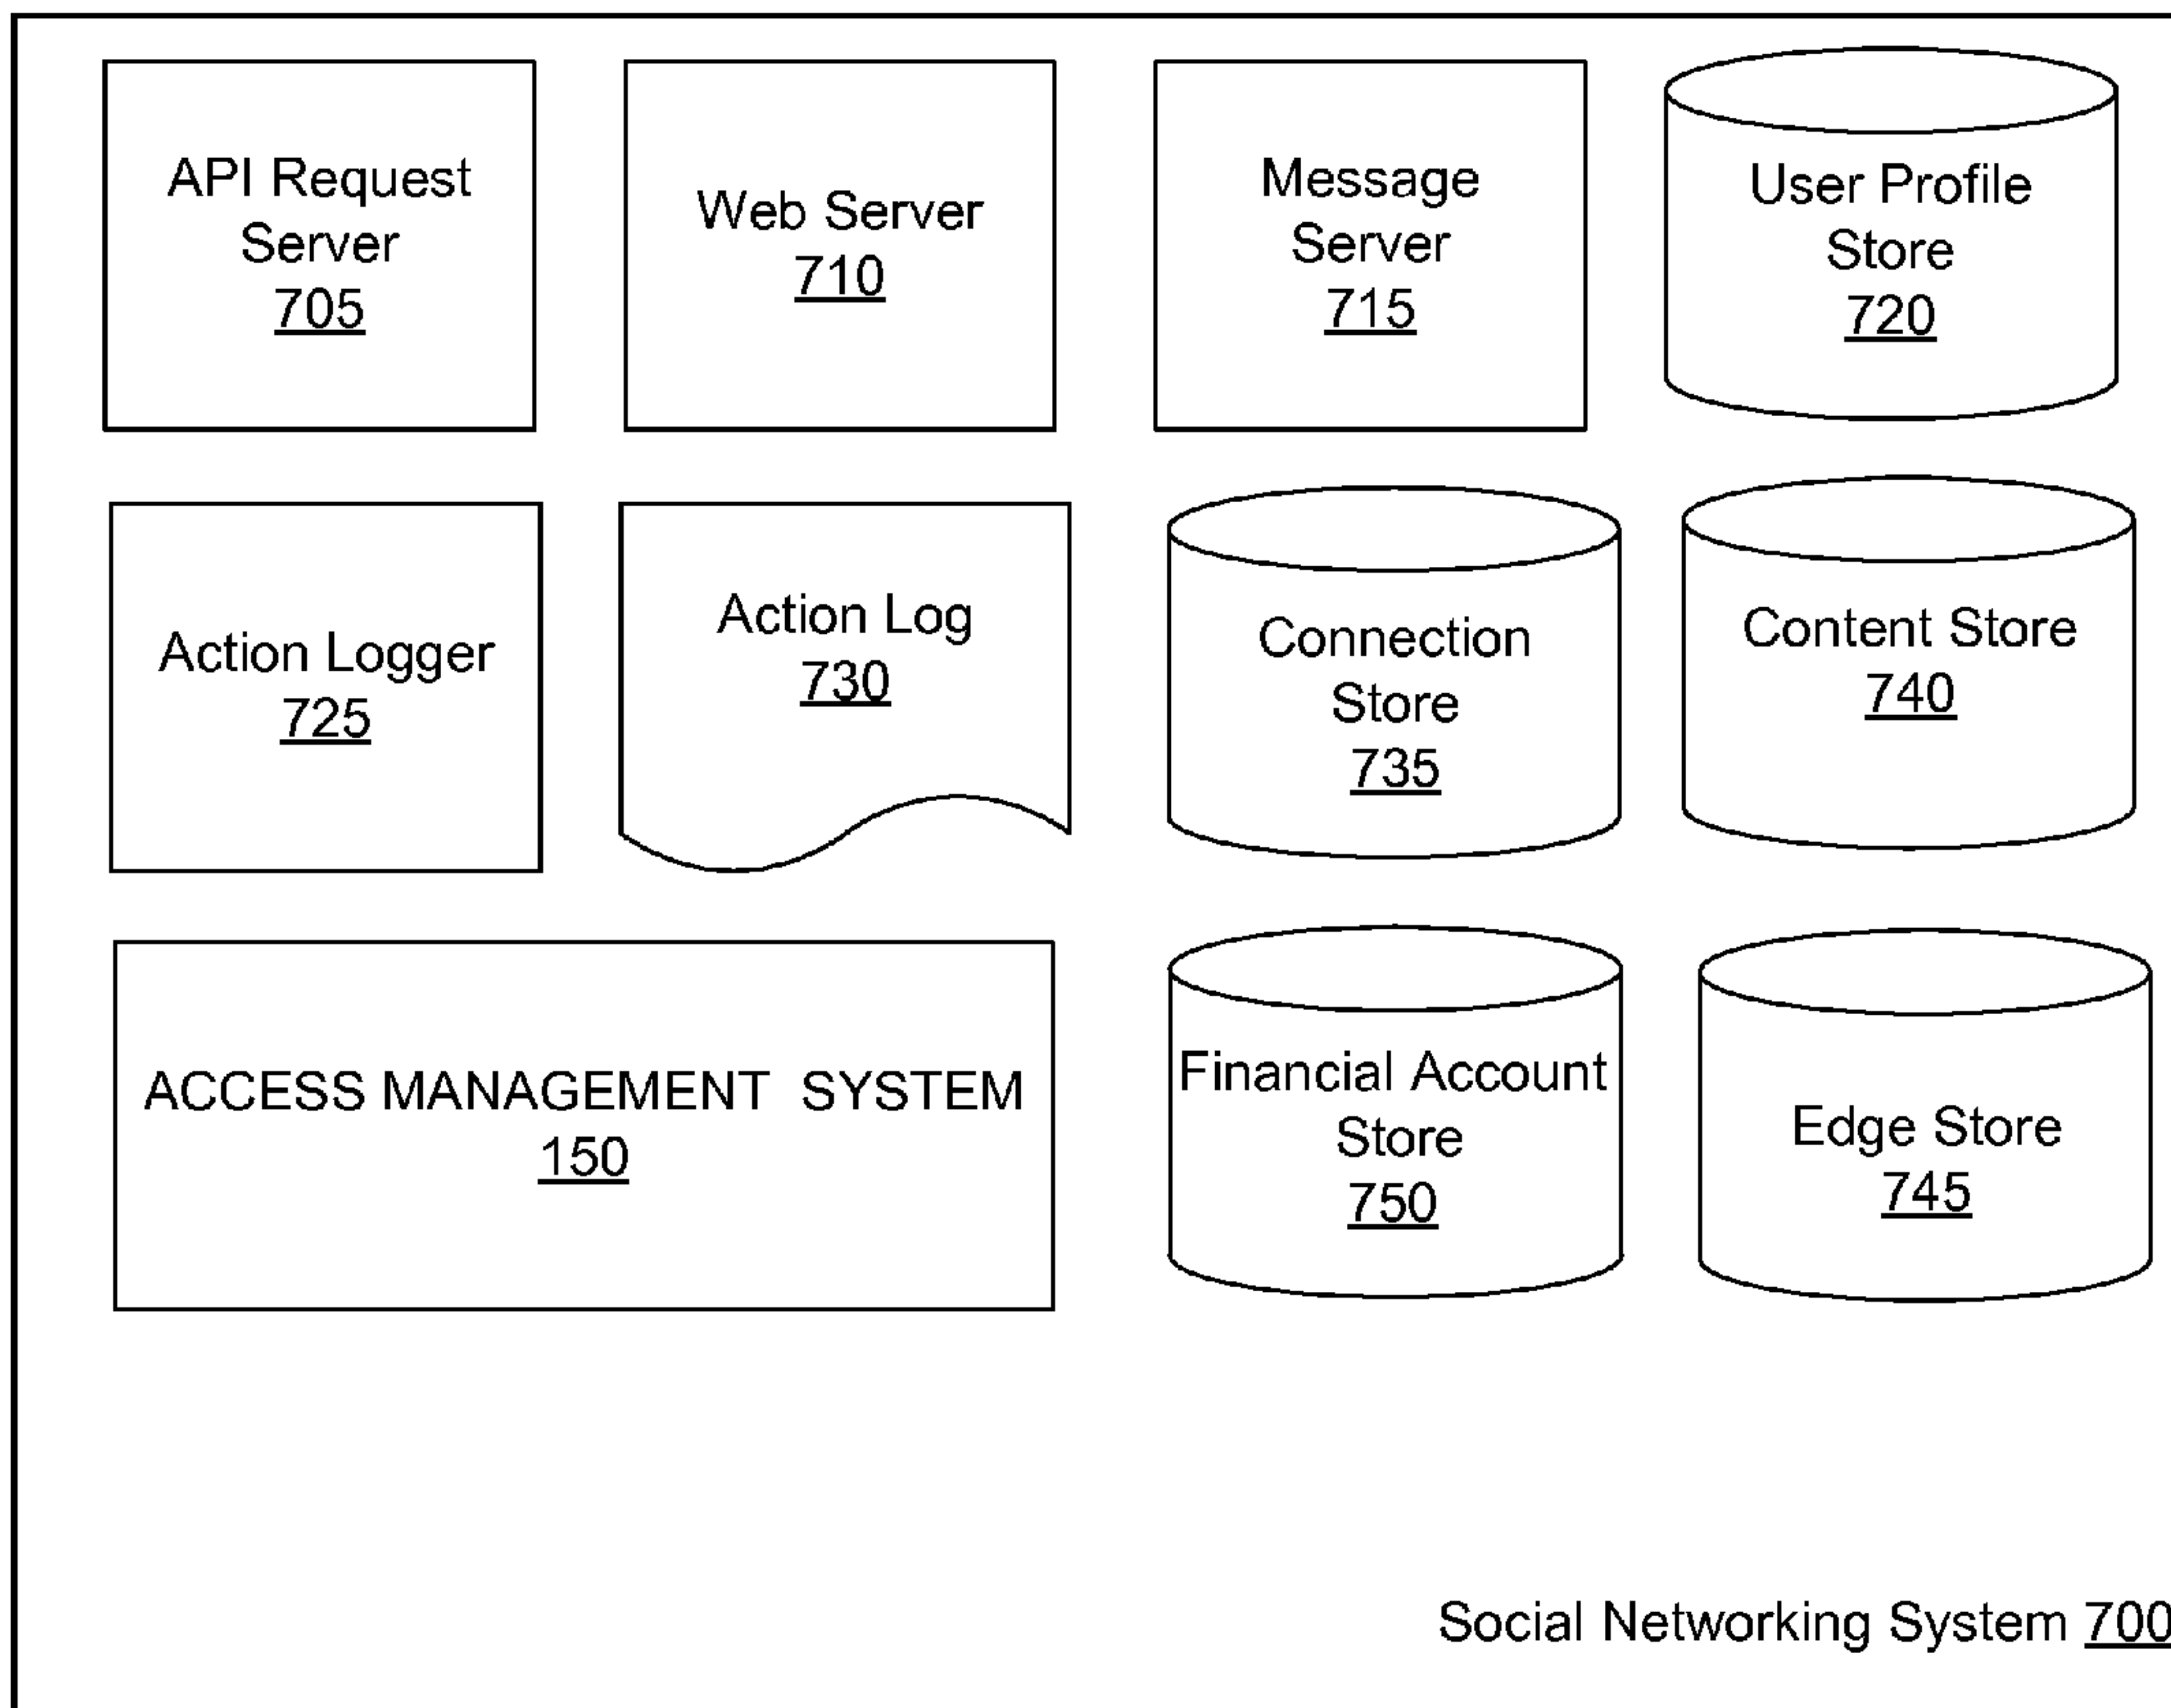 API Request
Server
705
Web Server
710
Message
Server
715
User Profile
Store
720
Action Logger
725
Action Log
730
Connection
Store
735
Content Store
740
ACCESS MANAGEMENT SYSTEM
150
Financial Account
Store
750
Edge Store
745
Social Networking System 700